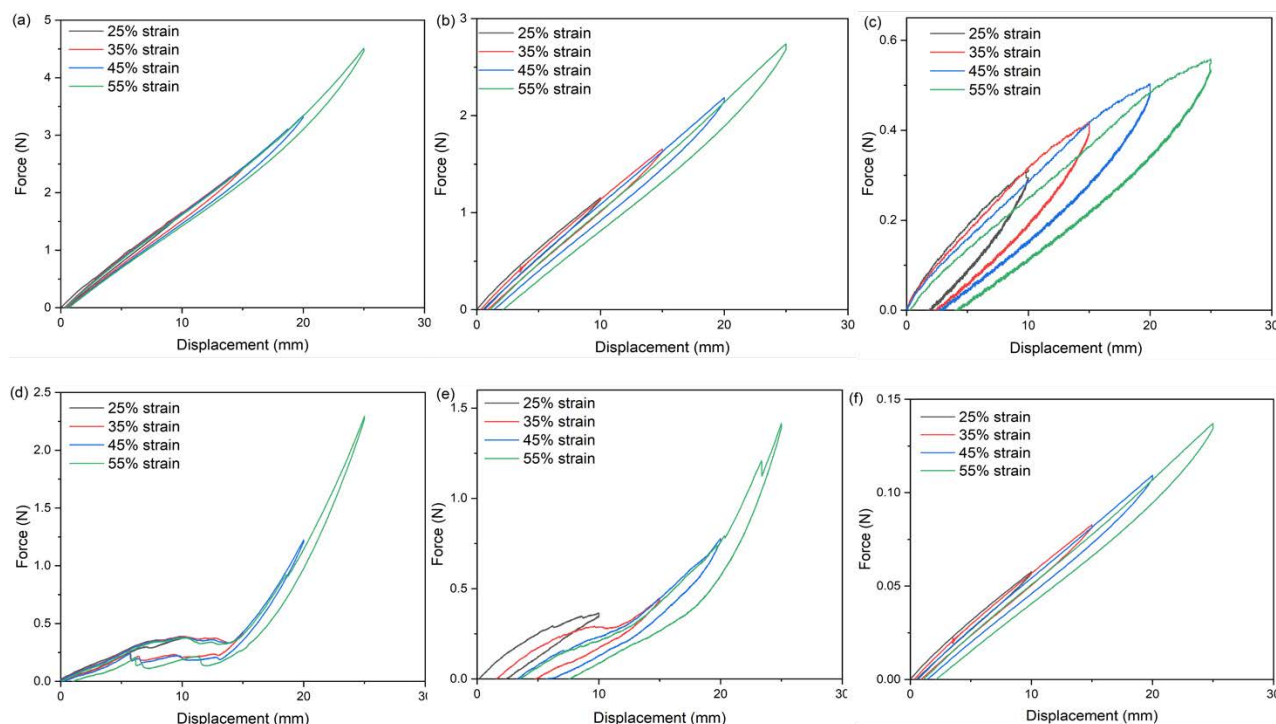 (a)
5
4
3
2
1
0
0
10
20
30
Force (N)
Displacement (mm)
25% strain
35% strain
45% strain
55% strain
(b)
3
2
1
0
0
10
20
30
Force (N)
Displacement (mm)
25% strain
35% strain
45% strain
55% strain
(c)
0.6
0.4
0.2
0.0
0
10
20
30
Force (N)
Displacement (mm)
25% strain
35% strain
45% strain
55% strain
(d)
2.5
2.0
1.5
1.0
0.5
0.0
0
10
20
30
Force (N)
Displacement (mm)
25% strain
35% strain
45% strain
55% strain
(e)
1.5
1.0
0.5
0.0
0
10
20
30
Force (N)
Displacement (mm)
25% strain
35% strain
45% strain
55% strain
(f)
0.15
0.10
0.05
0.00
0
10
20
30
Force (N)
Displacement (mm)
25% strain
35% strain
45% strain
55% strain